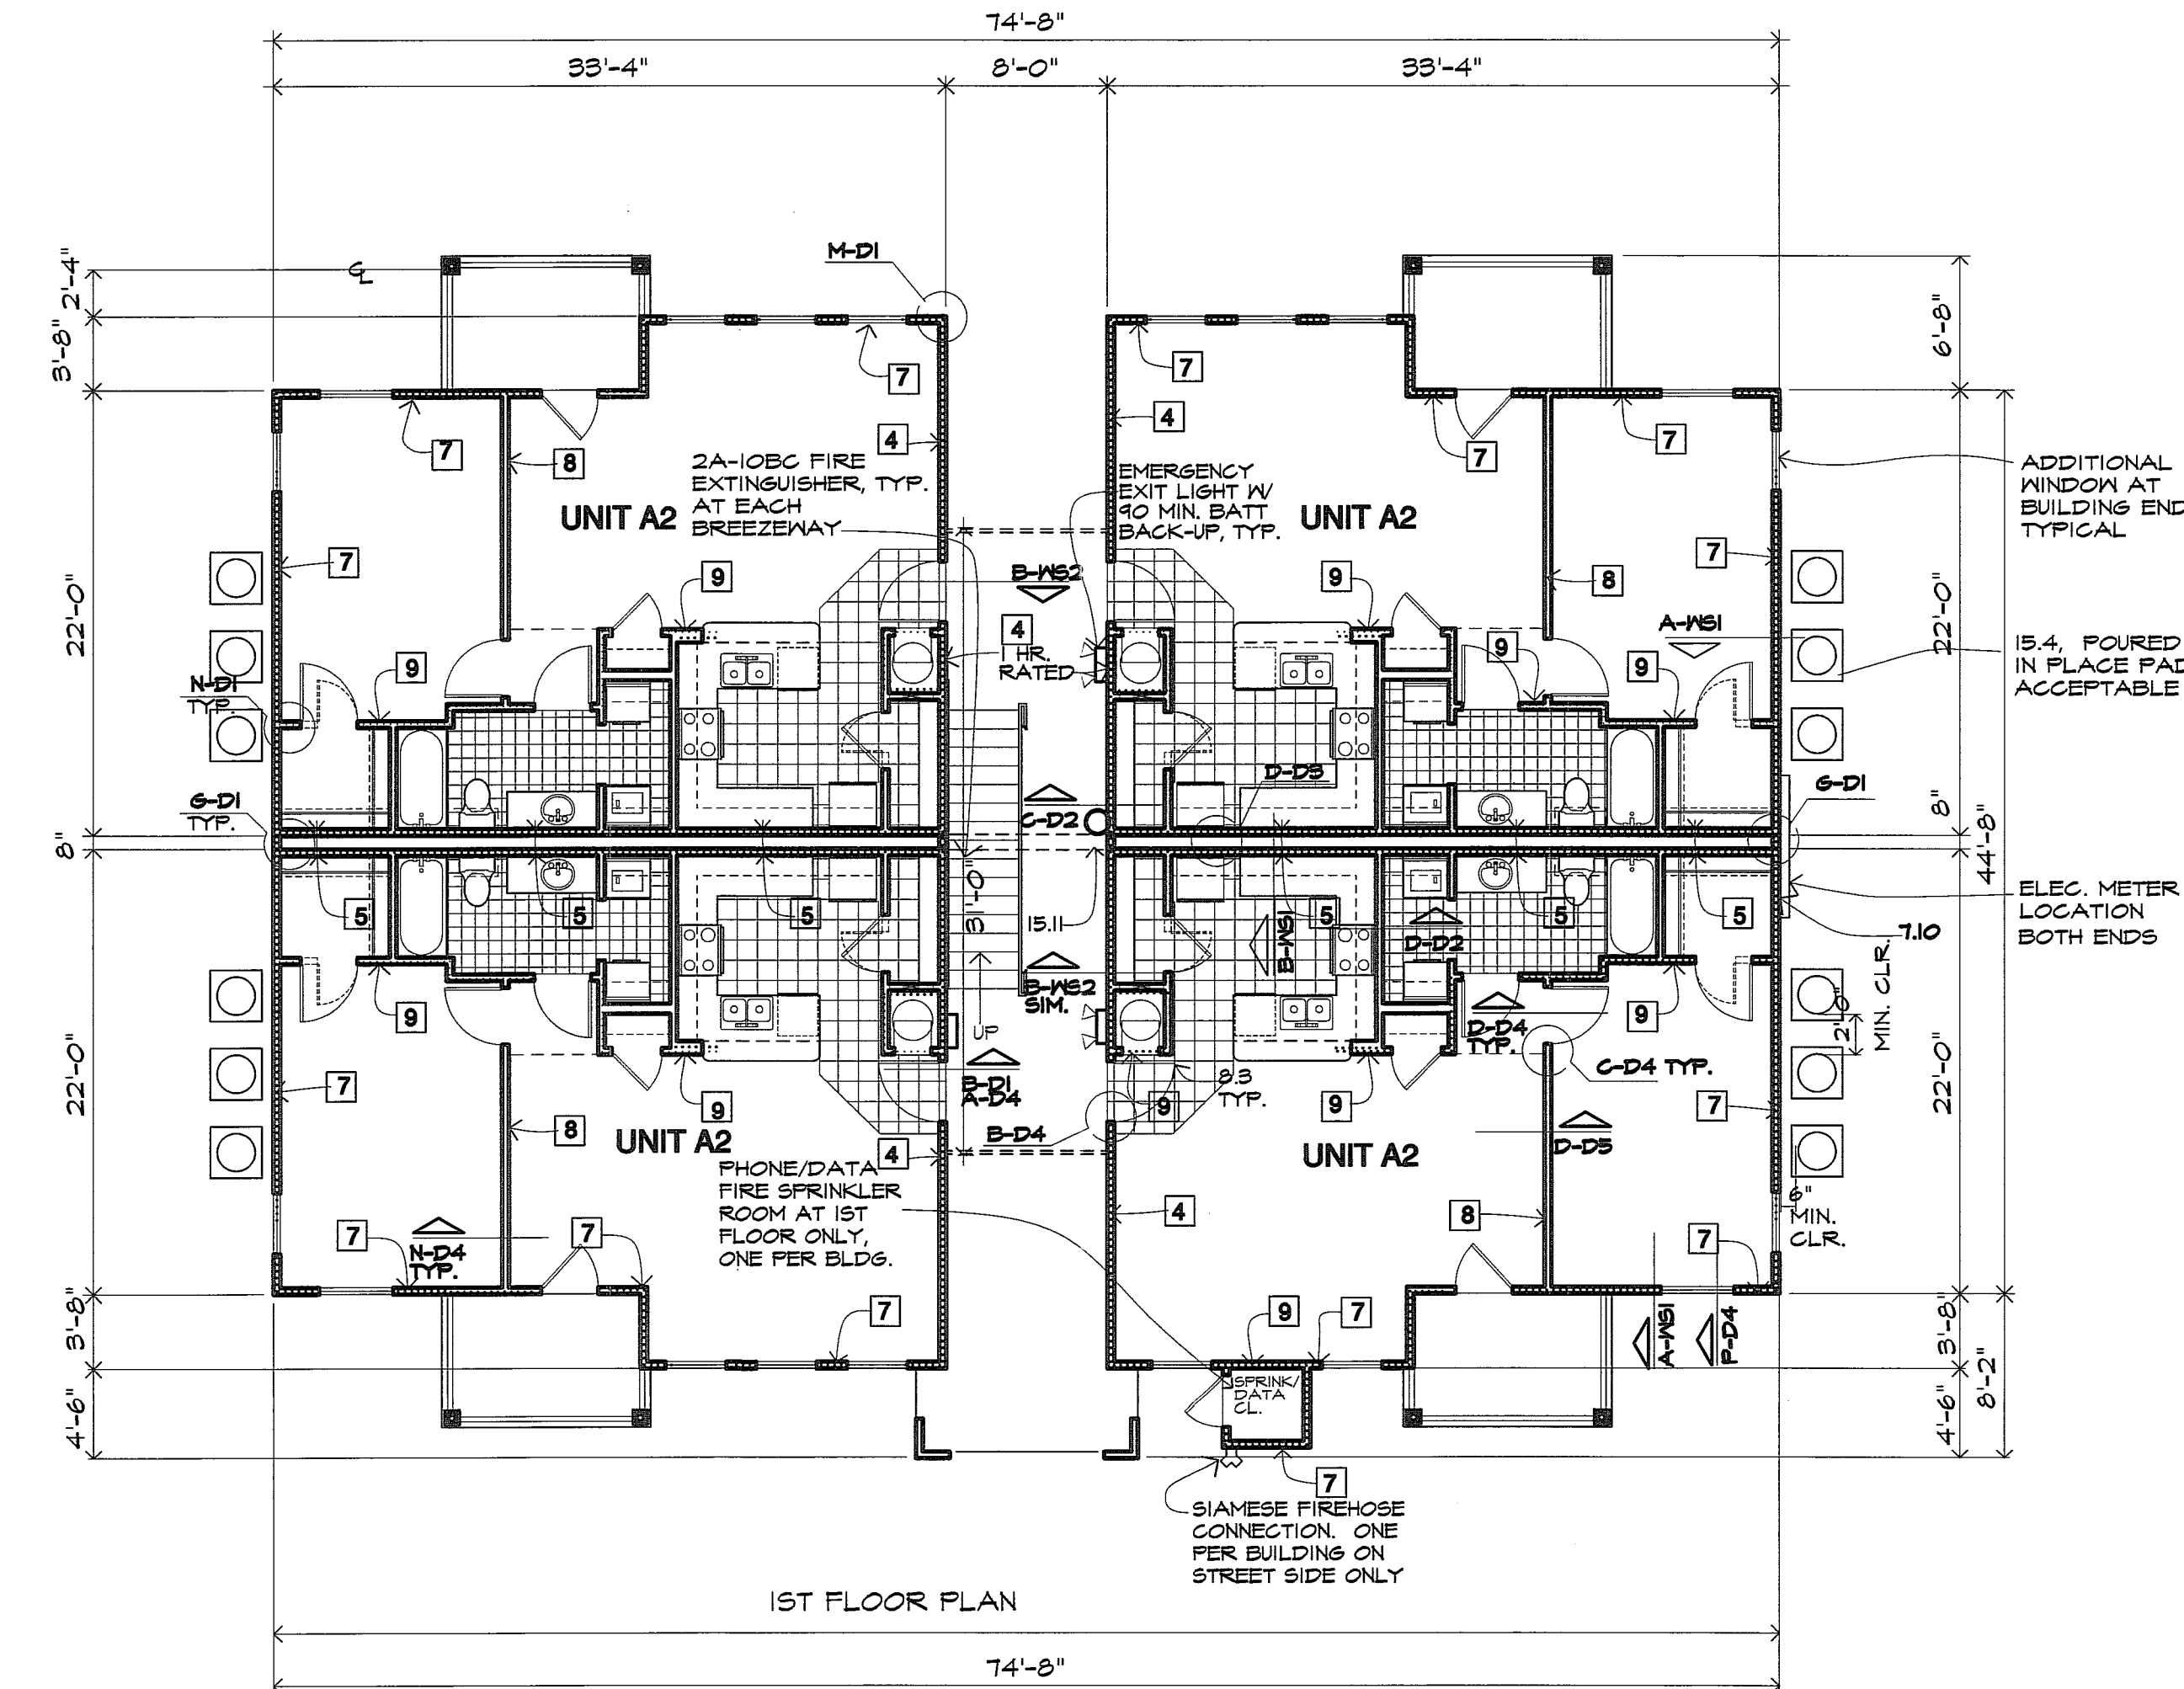 74'-8"
33'-4"
8'-0"
33'-4"
2'-4"
3'-8"
22'-0"
8"
22'-0"
3'-8"
4'-6"
℄
M-D1
7
7
4
8
UNIT A2
2A-10BC FIRE
EXTINGUISHER, TYP.
AT EACH
BREEZEWAY
7
9
9
N-D1
TYP.
G-D1
TYP.
7
4
7
7
EMERGENCY
EXIT LIGHT W/
90 MIN. BATT
BACK-UP, TYP.
UNIT A2
7
8
9
9
9
A-WS1
B-WS2
4
1 HR.
RATED
D-D3
C-D2
G-D1
6'-8"
22'-0"
8"
44'-8"
22'-0"
3'-8"
4'-6"
8'-2"
ADDITIONAL
WINDOW AT
BUILDING END
TYPICAL
15.4, POURED
IN PLACE PAD
ACCEPTABLE
ELEC. METER
LOCATION
BOTH ENDS
7.10
5
5
5
31'-0"
15.11
B-WS2
SIM.
UP
B-WS1
5
D-D2
5
5
9
9
7
8
UNIT A2
B-D1
A-D4
B-D4
4
PHONE/DATA
FIRE SPRINKLER
ROOM AT 1ST
FLOOR ONLY,
ONE PER BLDG.
7
N-D4
TYP.
7
7
9
8.3
TYP.
9
D-D4
TYP.
9
C-D4 TYP.
2'-0"
MIN. CLR.
7
UNIT A2
D-D5
4
8
6"
MIN.
CLR.
7
A-WS1
P-D4
9
7
SPRINK/
DATA
CL.
7
SIAMESE FIREHOSE
CONNECTION. ONE
PER BUILDING ON
STREET SIDE ONLY
1ST FLOOR PLAN
74'-8"